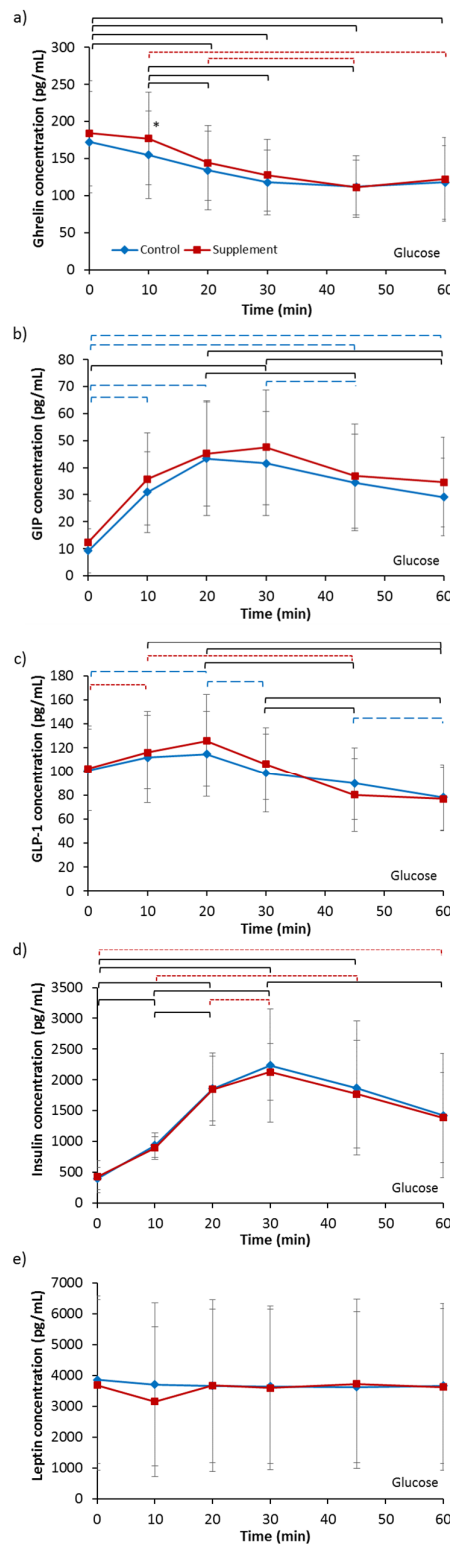 a)
Ghrelin concentration (pg/mL)
300
250
200
150
100
50
0
*
Control
Supplement
Glucose
0 10 20 30 40 50 60
Time (min)
b)
GIP concentration (pg/mL)
80
70
60
50
40
30
20
10
0
Glucose
0 10 20 30 40 50 60
Time (min)
c)
GLP-1 concentration (pg/mL)
180
160
140
120
100
80
60
40
20
0
Glucose
0 10 20 30 40 50 60
Time (min)
d)
Insulin concentration (pg/mL)
3500
3000
2500
2000
1500
1000
500
0
Glucose
0 10 20 30 40 50 60
Time (min)
e)
Leptin concentration (pg/mL)
7000
6000
5000
4000
3000
2000
1000
0
Glucose
0 10 20 30 40 50 60
Time (min)